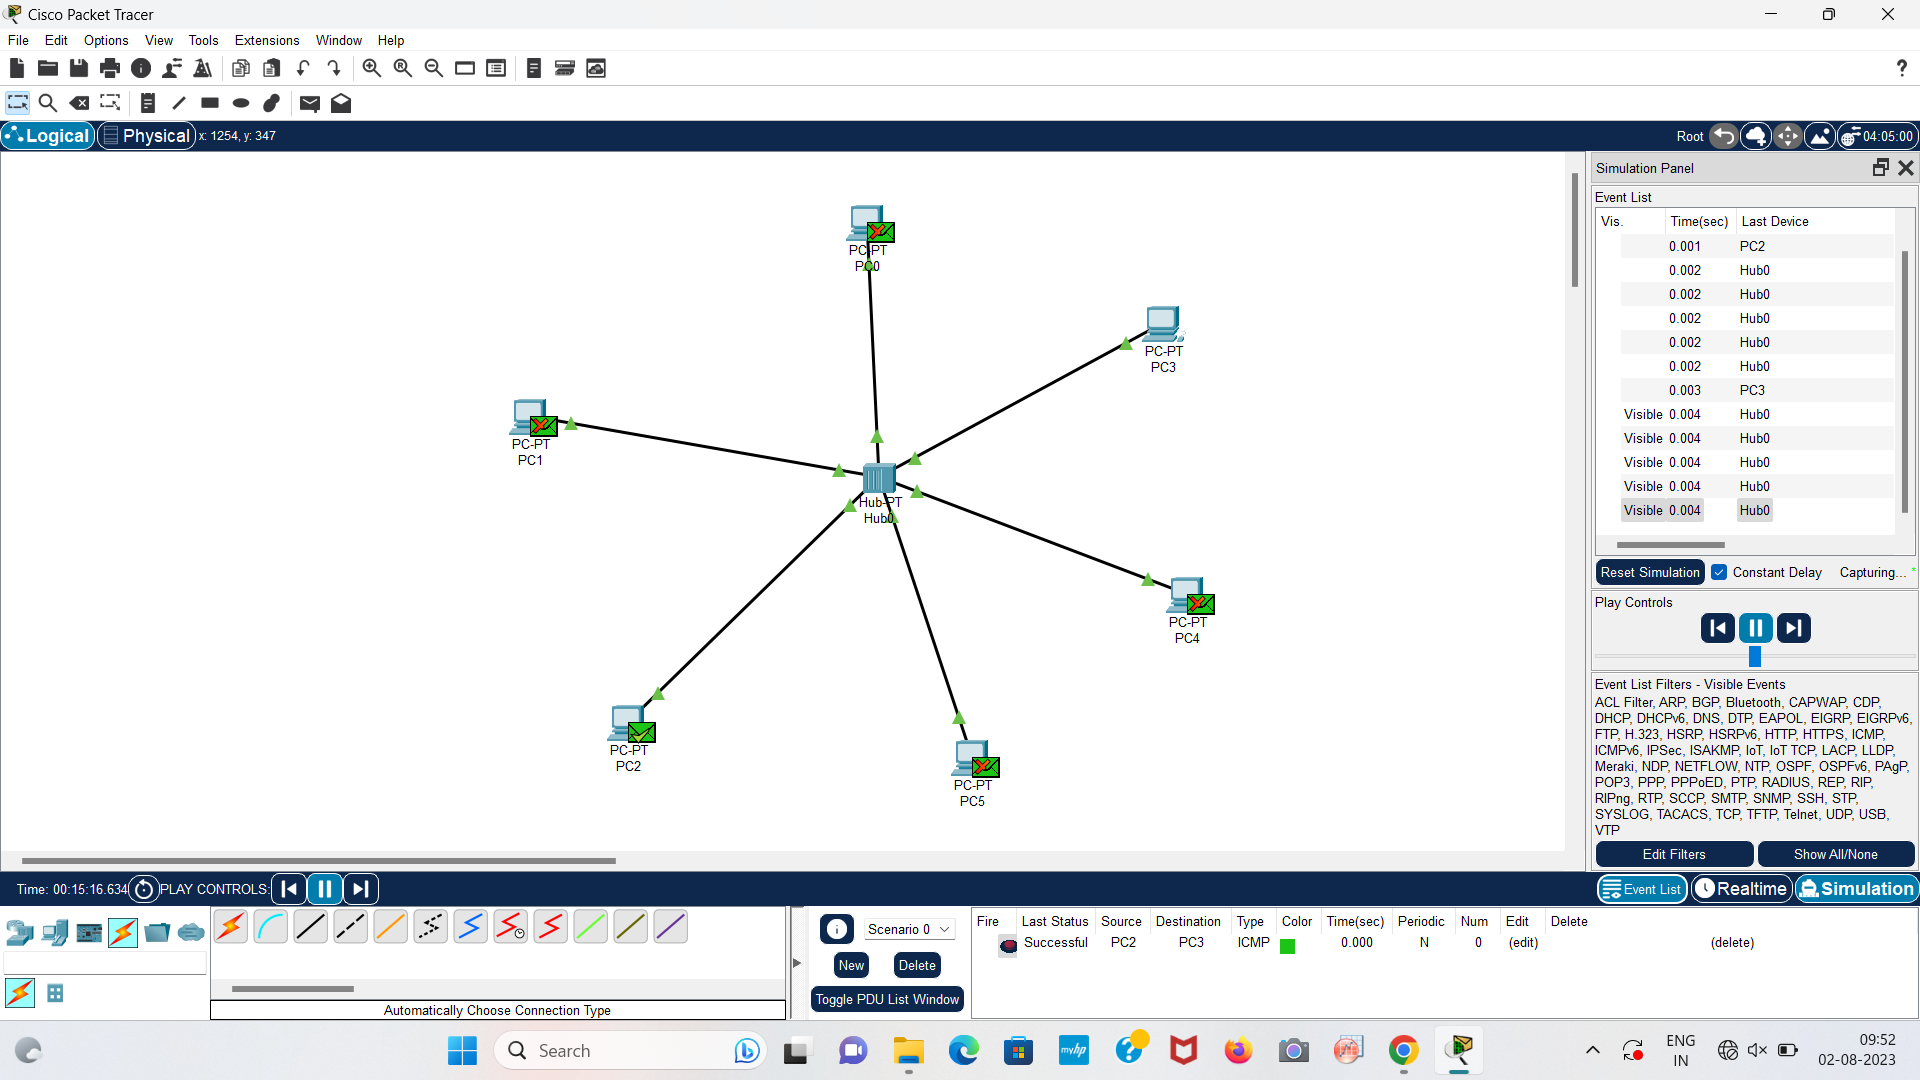 Cisco Packet Tracer
File Edit Options View Tools Extensions Window Help
?
Logical Physical x: 1254, y: 347 Root 04:05:00
Simulation Panel
Event List
Vis. Time(sec) Last Device
0.001 PC2
0.002 Hub0
0.002 Hub0
0.002 Hub0
0.002 Hub0
0.002 Hub0
0.003 PC3
Visible 0.004 Hub0
Visible 0.004 Hub0
Visible 0.004 Hub0
Visible 0.004 Hub0
Visible 0.004 Hub0
Reset Simulation Constant Delay Capturing...
Play Controls
Event List Filters - Visible Events
ACL Filter, ARP, BGP, Bluetooth, CAPWAP, CDP,
DHCP, DHCPv6, DNS, DTP, EAPOL, EIGRP, EIGRPv6,
FTP, H.323, HSRP, HSRPv6, HTTP, HTTPS, ICMP,
ICMPv6, IPSec, ISAKMP, IoT, IoT TCP, LACP, LLDP,
Meraki, NDP, NETFLOW, NTP, OSPF, OSPFv6, PAgP,
POP3, PPP, PPPoED, PTP, RADIUS, REP, RIP,
RIPng, RTP, SCCP, SMTP, SNMP, SSH, STP,
SYSLOG, TACACS, TCP, TFTP, Telnet, UDP, USB,
VTP
Edit Filters Show All/None
PC-PT
PC0
PC-PT
PC3
PC-PT
PC1
Hub-PT
Hub0
PC-PT
PC4
PC-PT
PC2
PC-PT
PC5
Time: 00:15:16.634 PLAY CONTROLS: Event List Realtime Simulation
Scenario 0
New Delete
Toggle PDU List Window
Fire Last Status Source Destination Type Color Time(sec) Periodic Num Edit Delete
Successful PC2 PC3 ICMP 0.000 N 0 (edit) (delete)
Automatically Choose Connection Type
Search
myhp
ENG
IN
09:52
02-08-2023